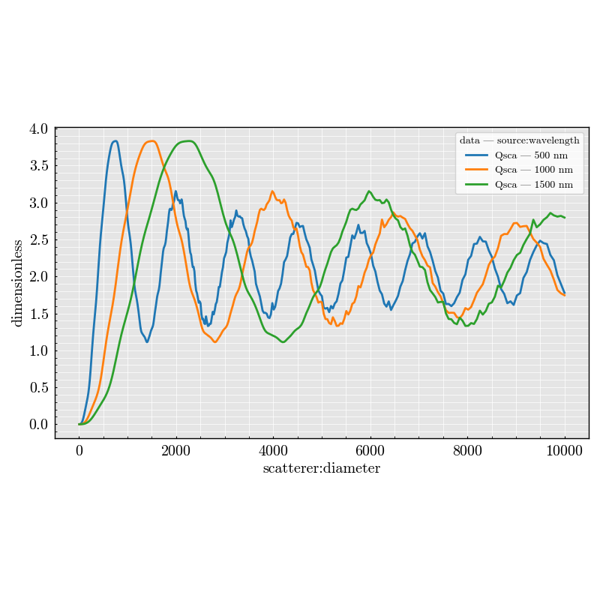 4.0
3.5
3.0
2.5
2.0
1.5
1.0
0.5
0.0
dimensionless
data — source:wavelength
Qsca — 500 nm
Qsca — 1000 nm
Qsca — 1500 nm
0 2000 4000 6000 8000 10000
scatterer:diameter